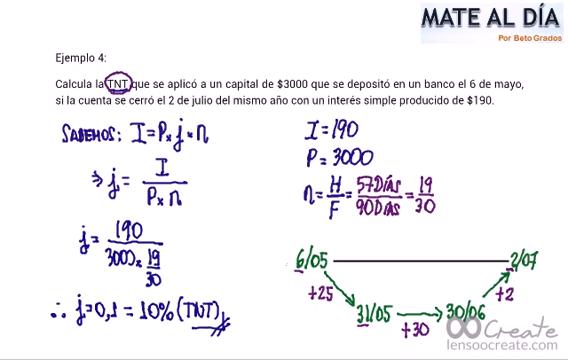 MATE AL DÍA
Por Beto Grados
Ejemplo 4:
Calcula la TNT que se aplicó a un capital de $3000 que se depositó en un banco el 6 de mayo,
si la cuenta se cerró el 2 de julio del mismo año con un interés simple producido de $190.
SABEMOS: I = P x j x n
⇒ j = I / P x n
j = 190 / 3000 x 19/30
∴ j = 0,1 = 10% (TNT)
I = 190
P = 3000
n = H/F = 57 DÍAS / 90 DÍAS = 19/30
6/05 2/07
+25 +2
31/05 30/06
+30
Create
lensoocreate.com